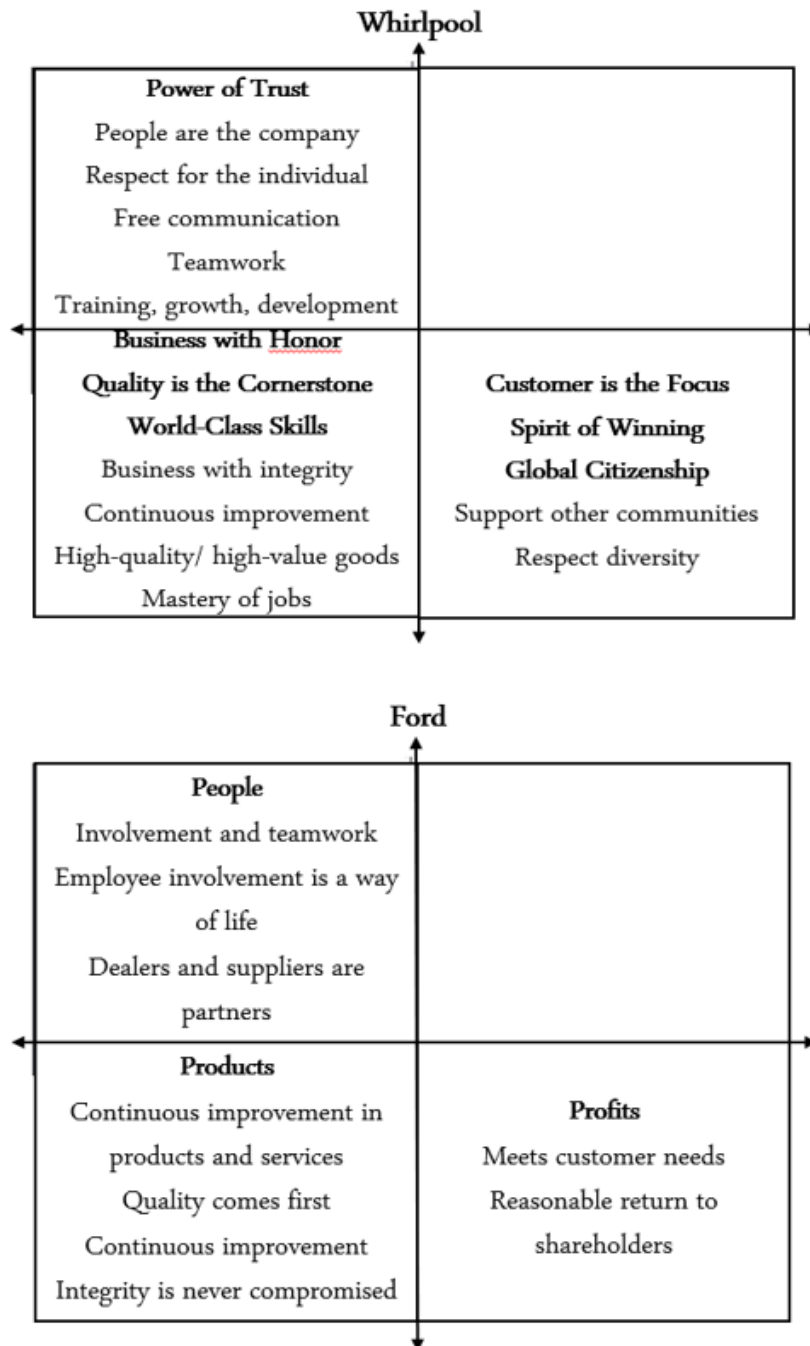 Whirlpool
Power of Trust
People are the company
Respect for the individual
Free communication
Teamwork
Training, growth, development
Business with Honor
Quality is the Cornerstone
World-Class Skills
Business with integrity
Continuous improvement
High-quality/ high-value goods
Mastery of jobs
Customer is the Focus
Spirit of Winning
Global Citizenship
Support other communities
Respect diversity
Ford
People
Involvement and teamwork
Employee involvement is a way
of life
Dealers and suppliers are
partners
Products
Continuous improvement in
products and services
Quality comes first
Continuous improvement
Integrity is never compromised
Profits
Meets customer needs
Reasonable return to
shareholders